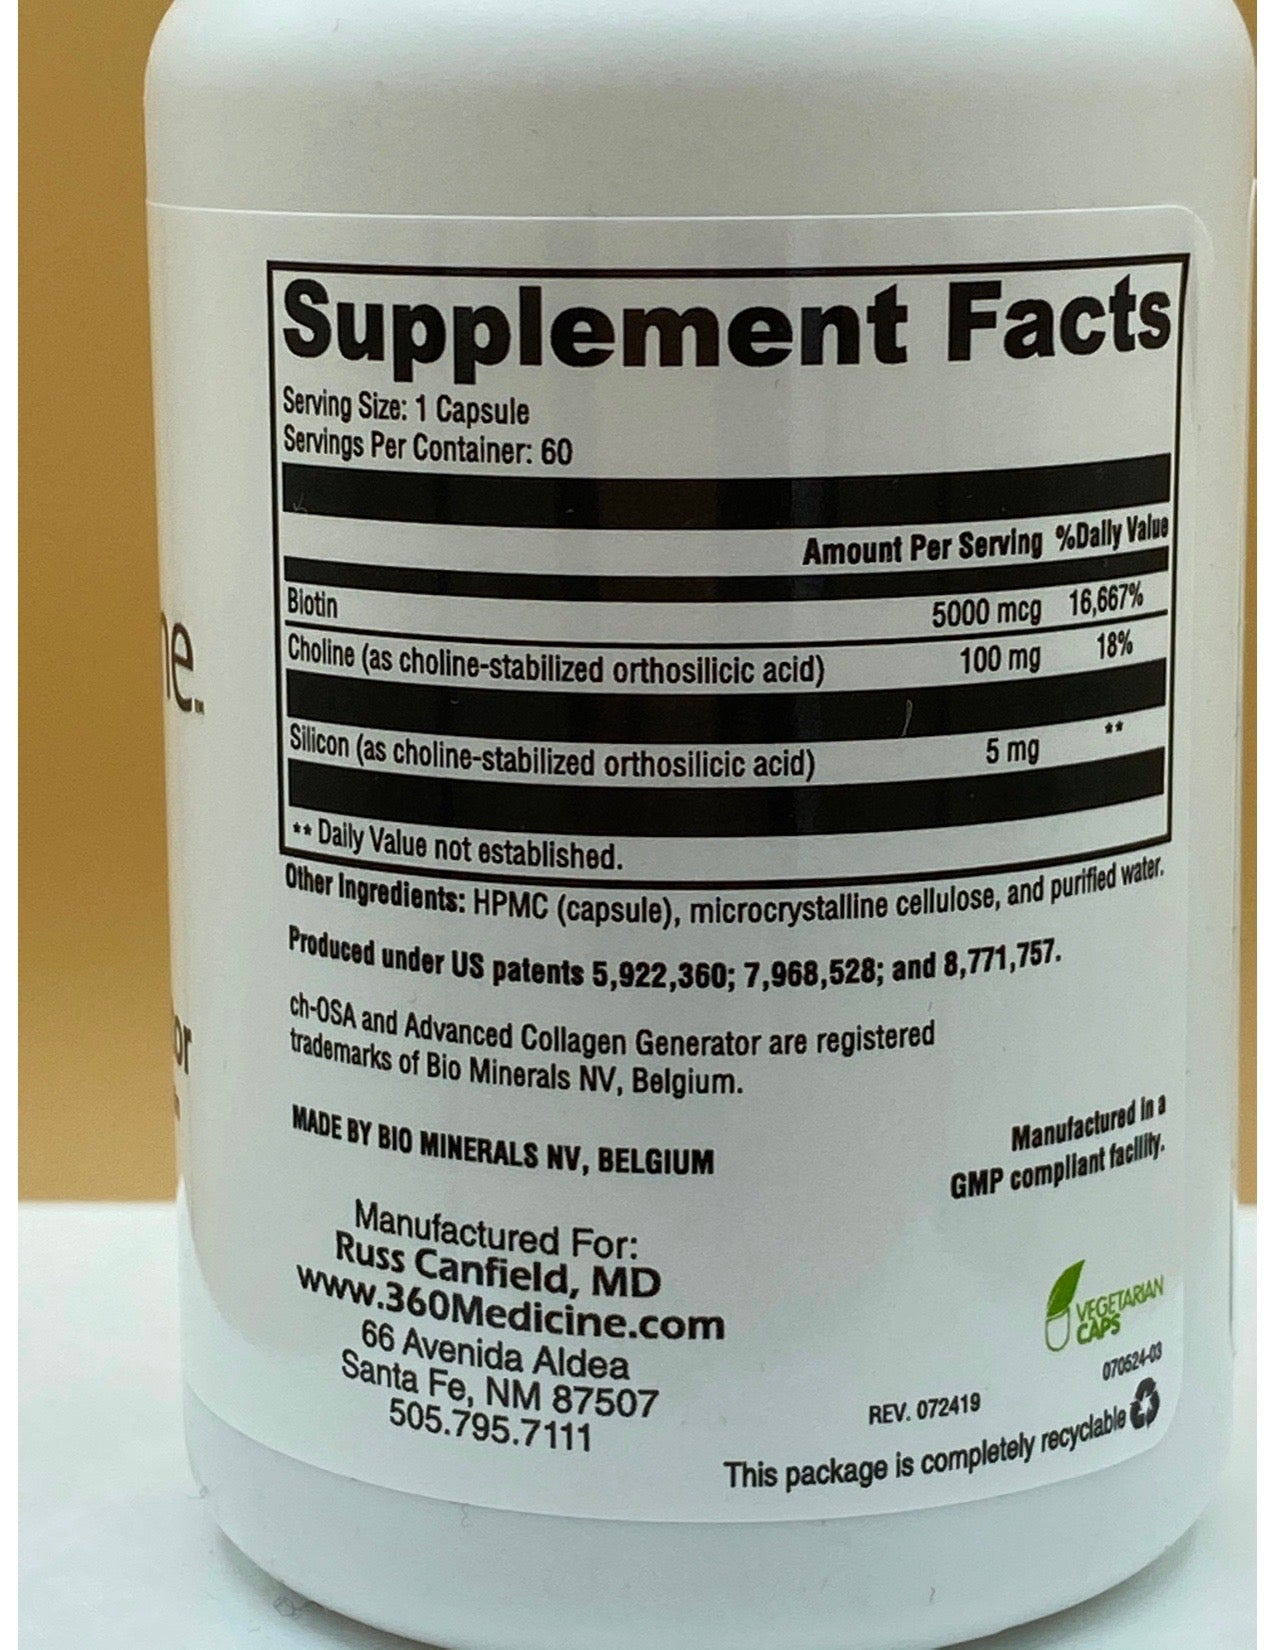 Supplement Facts
Serving Size: 1 Capsule
Servings Per Container: 60
Amount Per Serving %Daily Value
Biotin 5000 mcg 16,667%
Choline (as choline-stabilized orthosilicic acid) 100 mg 18%
Silicon (as choline-stabilized orthosilicic acid) 5 mg **
** Daily Value not established.
Other Ingredients: HPMC (capsule), microcrystalline cellulose, and purified water.
Produced under US patents 5,922,360; 7,968,528; and 8,771,757.
ch-OSA and Advanced Collagen Generator are registered
trademarks of Bio Minerals NV, Belgium.
MADE BY BIO MINERALS NV, BELGIUM
Manufactured in a
GMP compliant facility.
Manufactured For:
Russ Canfield, MD
www.360Medicine.com
66 Avenida Aldea
Santa Fe, NM 87507
505.795.7111
VEGETARIAN
CAPS
070524-03
REV. 072419
This package is completely recyclable